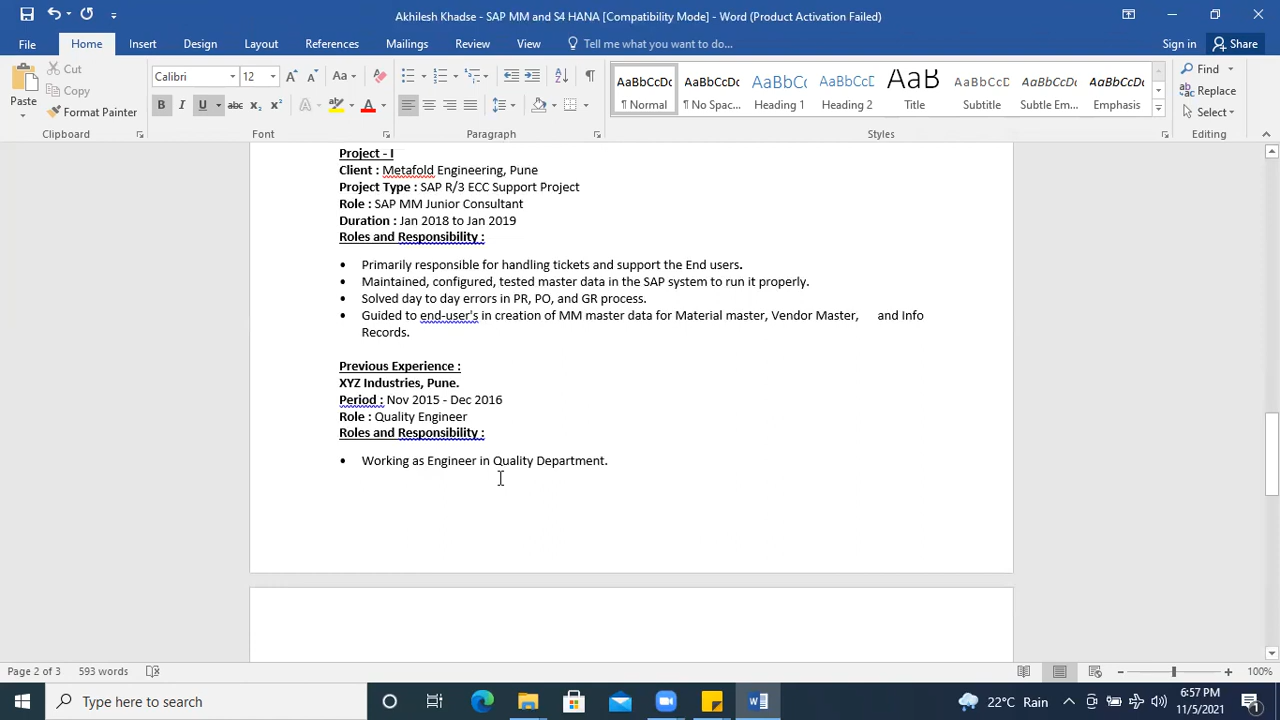 Akhilesh Khadse - SAP MM and S4 HANA [Compatibility Mode] - Word (Product Activation Failed)
File Home Insert Design Layout References Mailings Review View Tell me what you want to do... Sign in Share
Paste Cut Copy Format Painter
Calibri 12 Aa
B I U abc x₂ x² A A
AaBbCcDc ¶ Normal
AaBbCcDc ¶ No Spac...
AaBbCc Heading 1
AaBbCcD Heading 2
AaB Title
AaBbCcD Subtitle
AaBbCcDc Subtle Em...
AaBbCcDc Emphasis
Find
Replace
Select
Clipboard Font Paragraph Styles Editing
Project - I
Client : Metafold Engineering, Pune
Project Type : SAP R/3 ECC Support Project
Role : SAP MM Junior Consultant
Duration : Jan 2018 to Jan 2019
Roles and Responsibility :
• Primarily responsible for handling tickets and support the End users.
• Maintained, configured, tested master data in the SAP system to run it properly.
• Solved day to day errors in PR, PO, and GR process.
• Guided to end-user's in creation of MM master data for Material master, Vendor Master, and Info
Records.
Previous Experience :
XYZ Industries, Pune.
Period : Nov 2015 - Dec 2016
Role : Quality Engineer
Roles and Responsibility :
• Working as Engineer in Quality Department.
Page 2 of 3 593 words 100%
Type here to search 22°C Rain 6:57 PM
11/5/2021
1